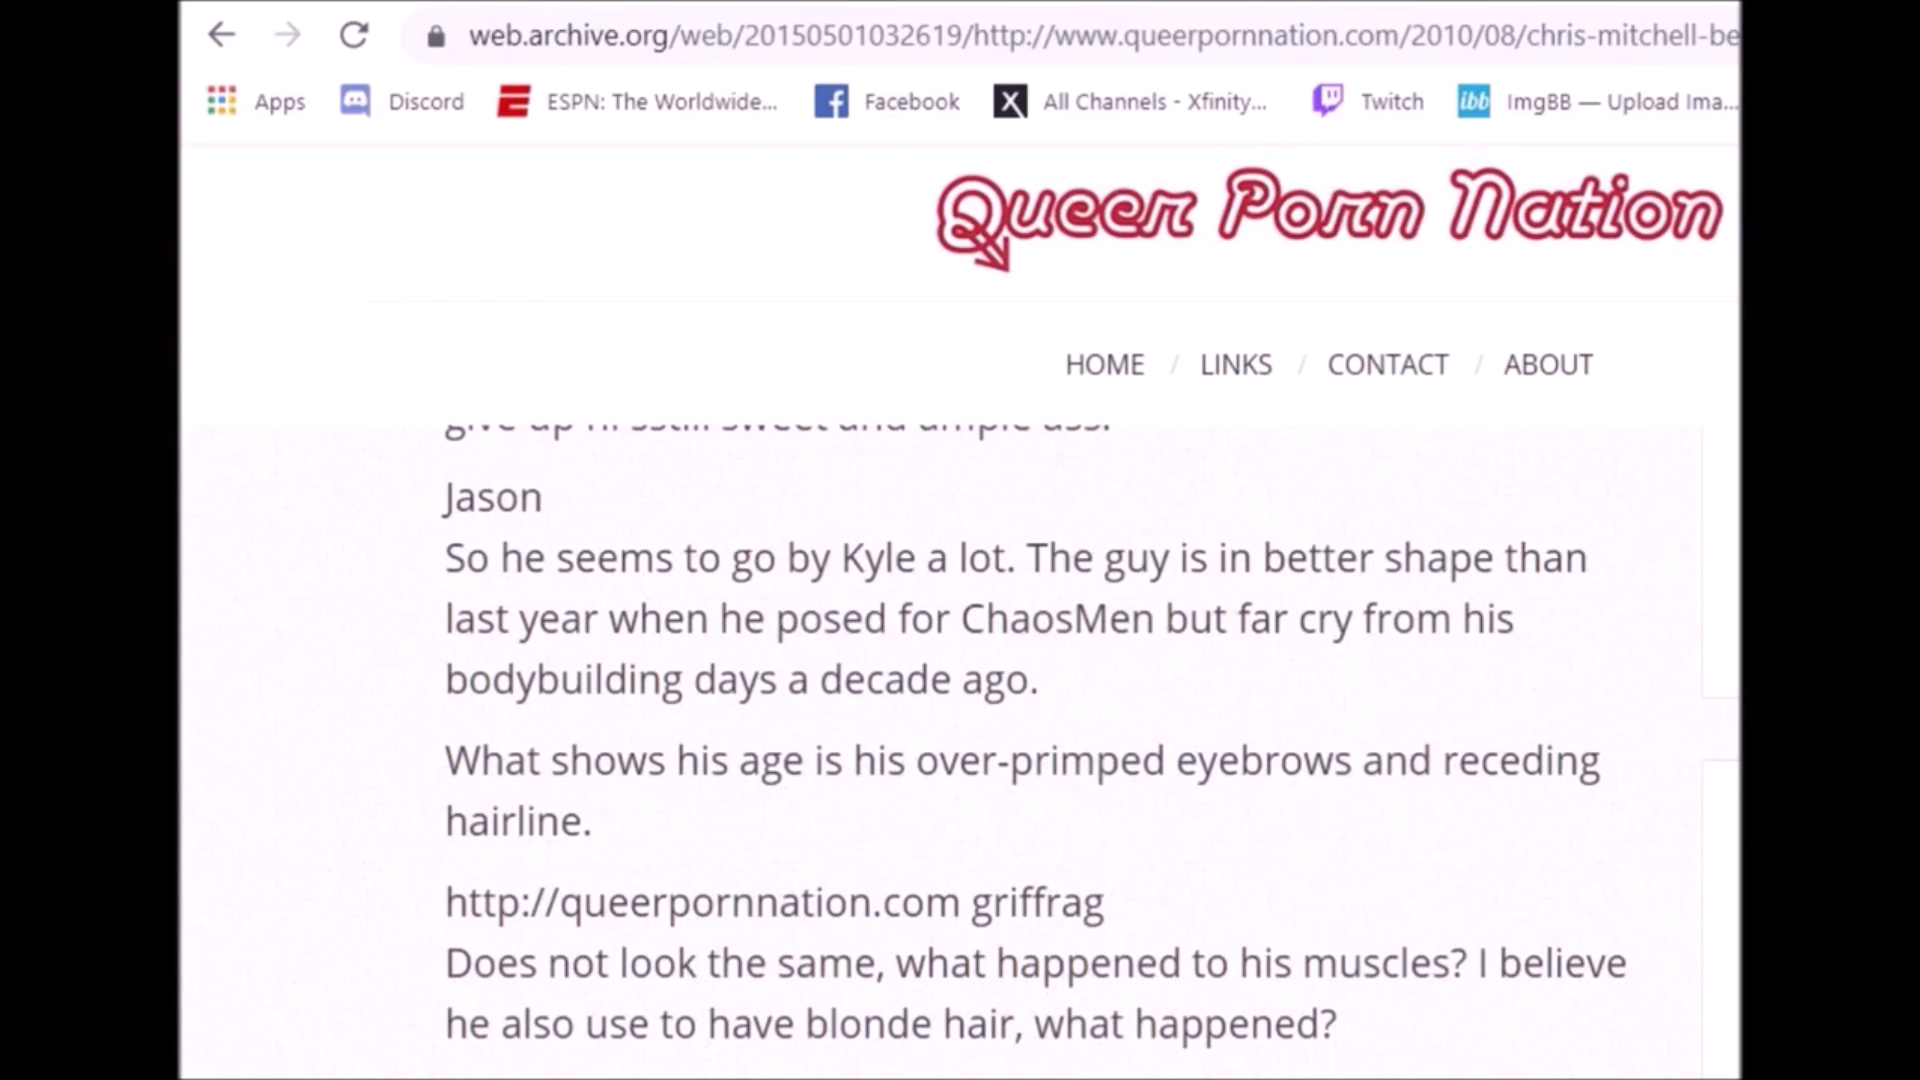 web.archive.org/web/20150501032619/http://www.queerpornnation.com/2010/08/chris-mitchell-be
Apps Discord ESPN: The Worldwide... Facebook All Channels - Xfinity... Twitch ibb ImgBB — Upload Ima...
Queer Porn Nation
HOME / LINKS / CONTACT / ABOUT
sweet and ample ass.
Jason
So he seems to go by Kyle a lot. The guy is in better shape than
last year when he posed for ChaosMen but far cry from his
bodybuilding days a decade ago.
What shows his age is his over-primped eyebrows and receding
hairline.
http://queerpornnation.com griffrag
Does not look the same, what happened to his muscles? I believe
he also use to have blonde hair, what happened?